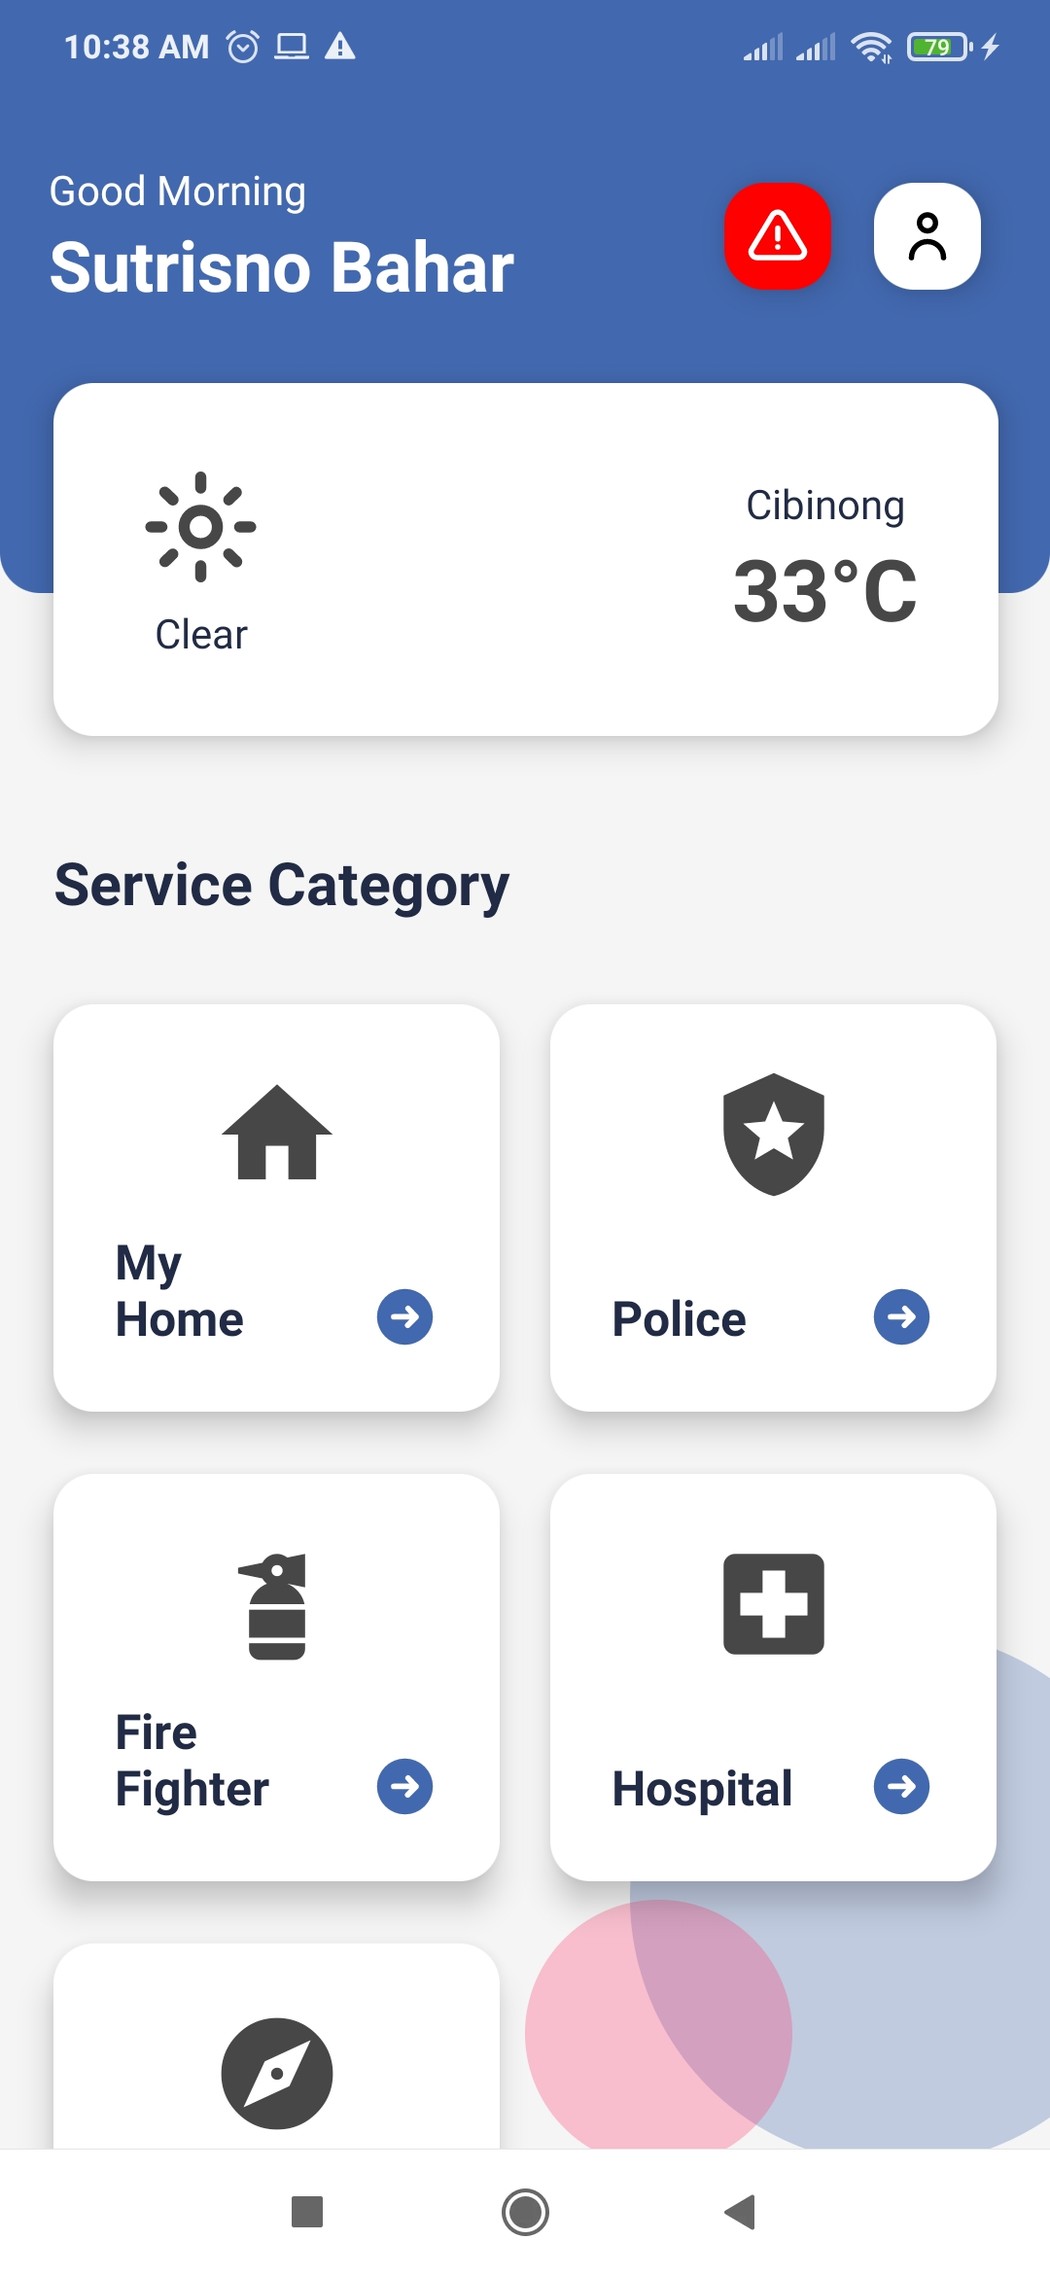 10:38 AM
79
Good Morning
Sutrisno Bahar
Cibinong
33°C
Clear
Service Category
My
Home
Police
Fire
Fighter
Hospital